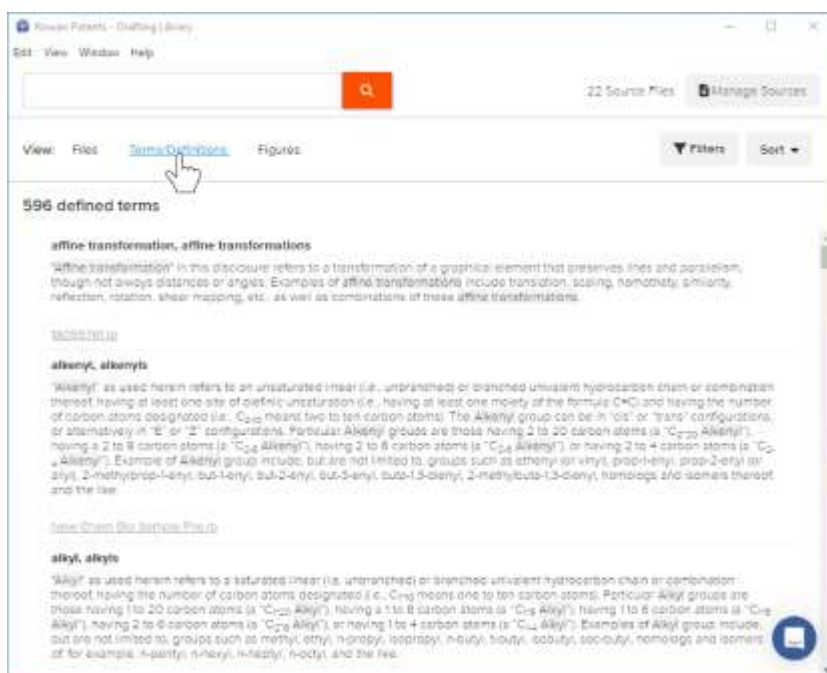 Rowan Patents - Drafting Library
Edit View Window Help
22 Source Files Manage Sources
View: Files Terms/Definitions Figures Filters Sort
596 defined terms
affine transformation, affine transformations
"Affine transformation" in this disclosure refers to a transformation of a graphical element that preserves lines and parallelism,
though not always distances or angles. Examples of affine transformations include translation, scaling, homothety, similarity,
reflection, rotation, shear mapping, etc., as well as combinations of these affine transformations.
alkenyl, alkenyls
"Alkenyl" as used herein refers to an unsaturated linear (i.e., unbranched) or branched univalent hydrocarbon chain or combination
thereof, having at least one site of olefinic unsaturation (i.e., having at least one moiety of the formula C=C) and having the number
of carbon atoms designated (i.e., C2-10 means two to ten carbon atoms). The Alkenyl group can be in "cis" or "trans" configurations,
or alternatively in "E" or "Z" configurations. Particular Alkenyl groups are those having 2 to 20 carbon atoms (a "C2-20 Alkenyl"),
having a 2 to 8 carbon atoms (a "C2-8 Alkenyl"), having 2 to 6 carbon atoms (a "C2-6 Alkenyl"), or having 2 to 4 carbon atoms (a "C2-
4 Alkenyl"). Example of Alkenyl group include, but are not limited to, groups such as ethenyl (or vinyl), prop-1-enyl, prop-2-enyl (or
allyl), 2-methylprop-1-enyl, but-1-enyl, but-2-enyl, but-3-enyl, buta-1,3-dienyl, 2-methylbuta-1,3-dienyl, homologs and isomers thereof,
and the like.
New Chem Bio Sample File.rp
alkyl, alkyls
"Alkyl" as used herein refers to a saturated linear (i.e. unbranched) or branched univalent hydrocarbon chain or combination
thereof, having the number of carbon atoms designated (i.e., C1-10 means one to ten carbon atoms). Particular Alkyl groups are
those having 1 to 20 carbon atoms (a "C1-20 Alkyl"), having a 1 to 8 carbon atoms (a "C1-8 Alkyl"), having 1 to 6 carbon atoms (a "C1-6
Alkyl"), having 2 to 6 carbon atoms (a "C2-6 Alkyl"), or having 1 to 4 carbon atoms (a "C1-4 Alkyl"). Examples of Alkyl group include,
but are not limited to, groups such as methyl, ethyl, n-propyl, isopropyl, n-butyl, t-butyl, isobutyl, sec-butyl, homologs and isomers
of, for example, n-pentyl, n-hexyl, n-heptyl, n-octyl, and the like.